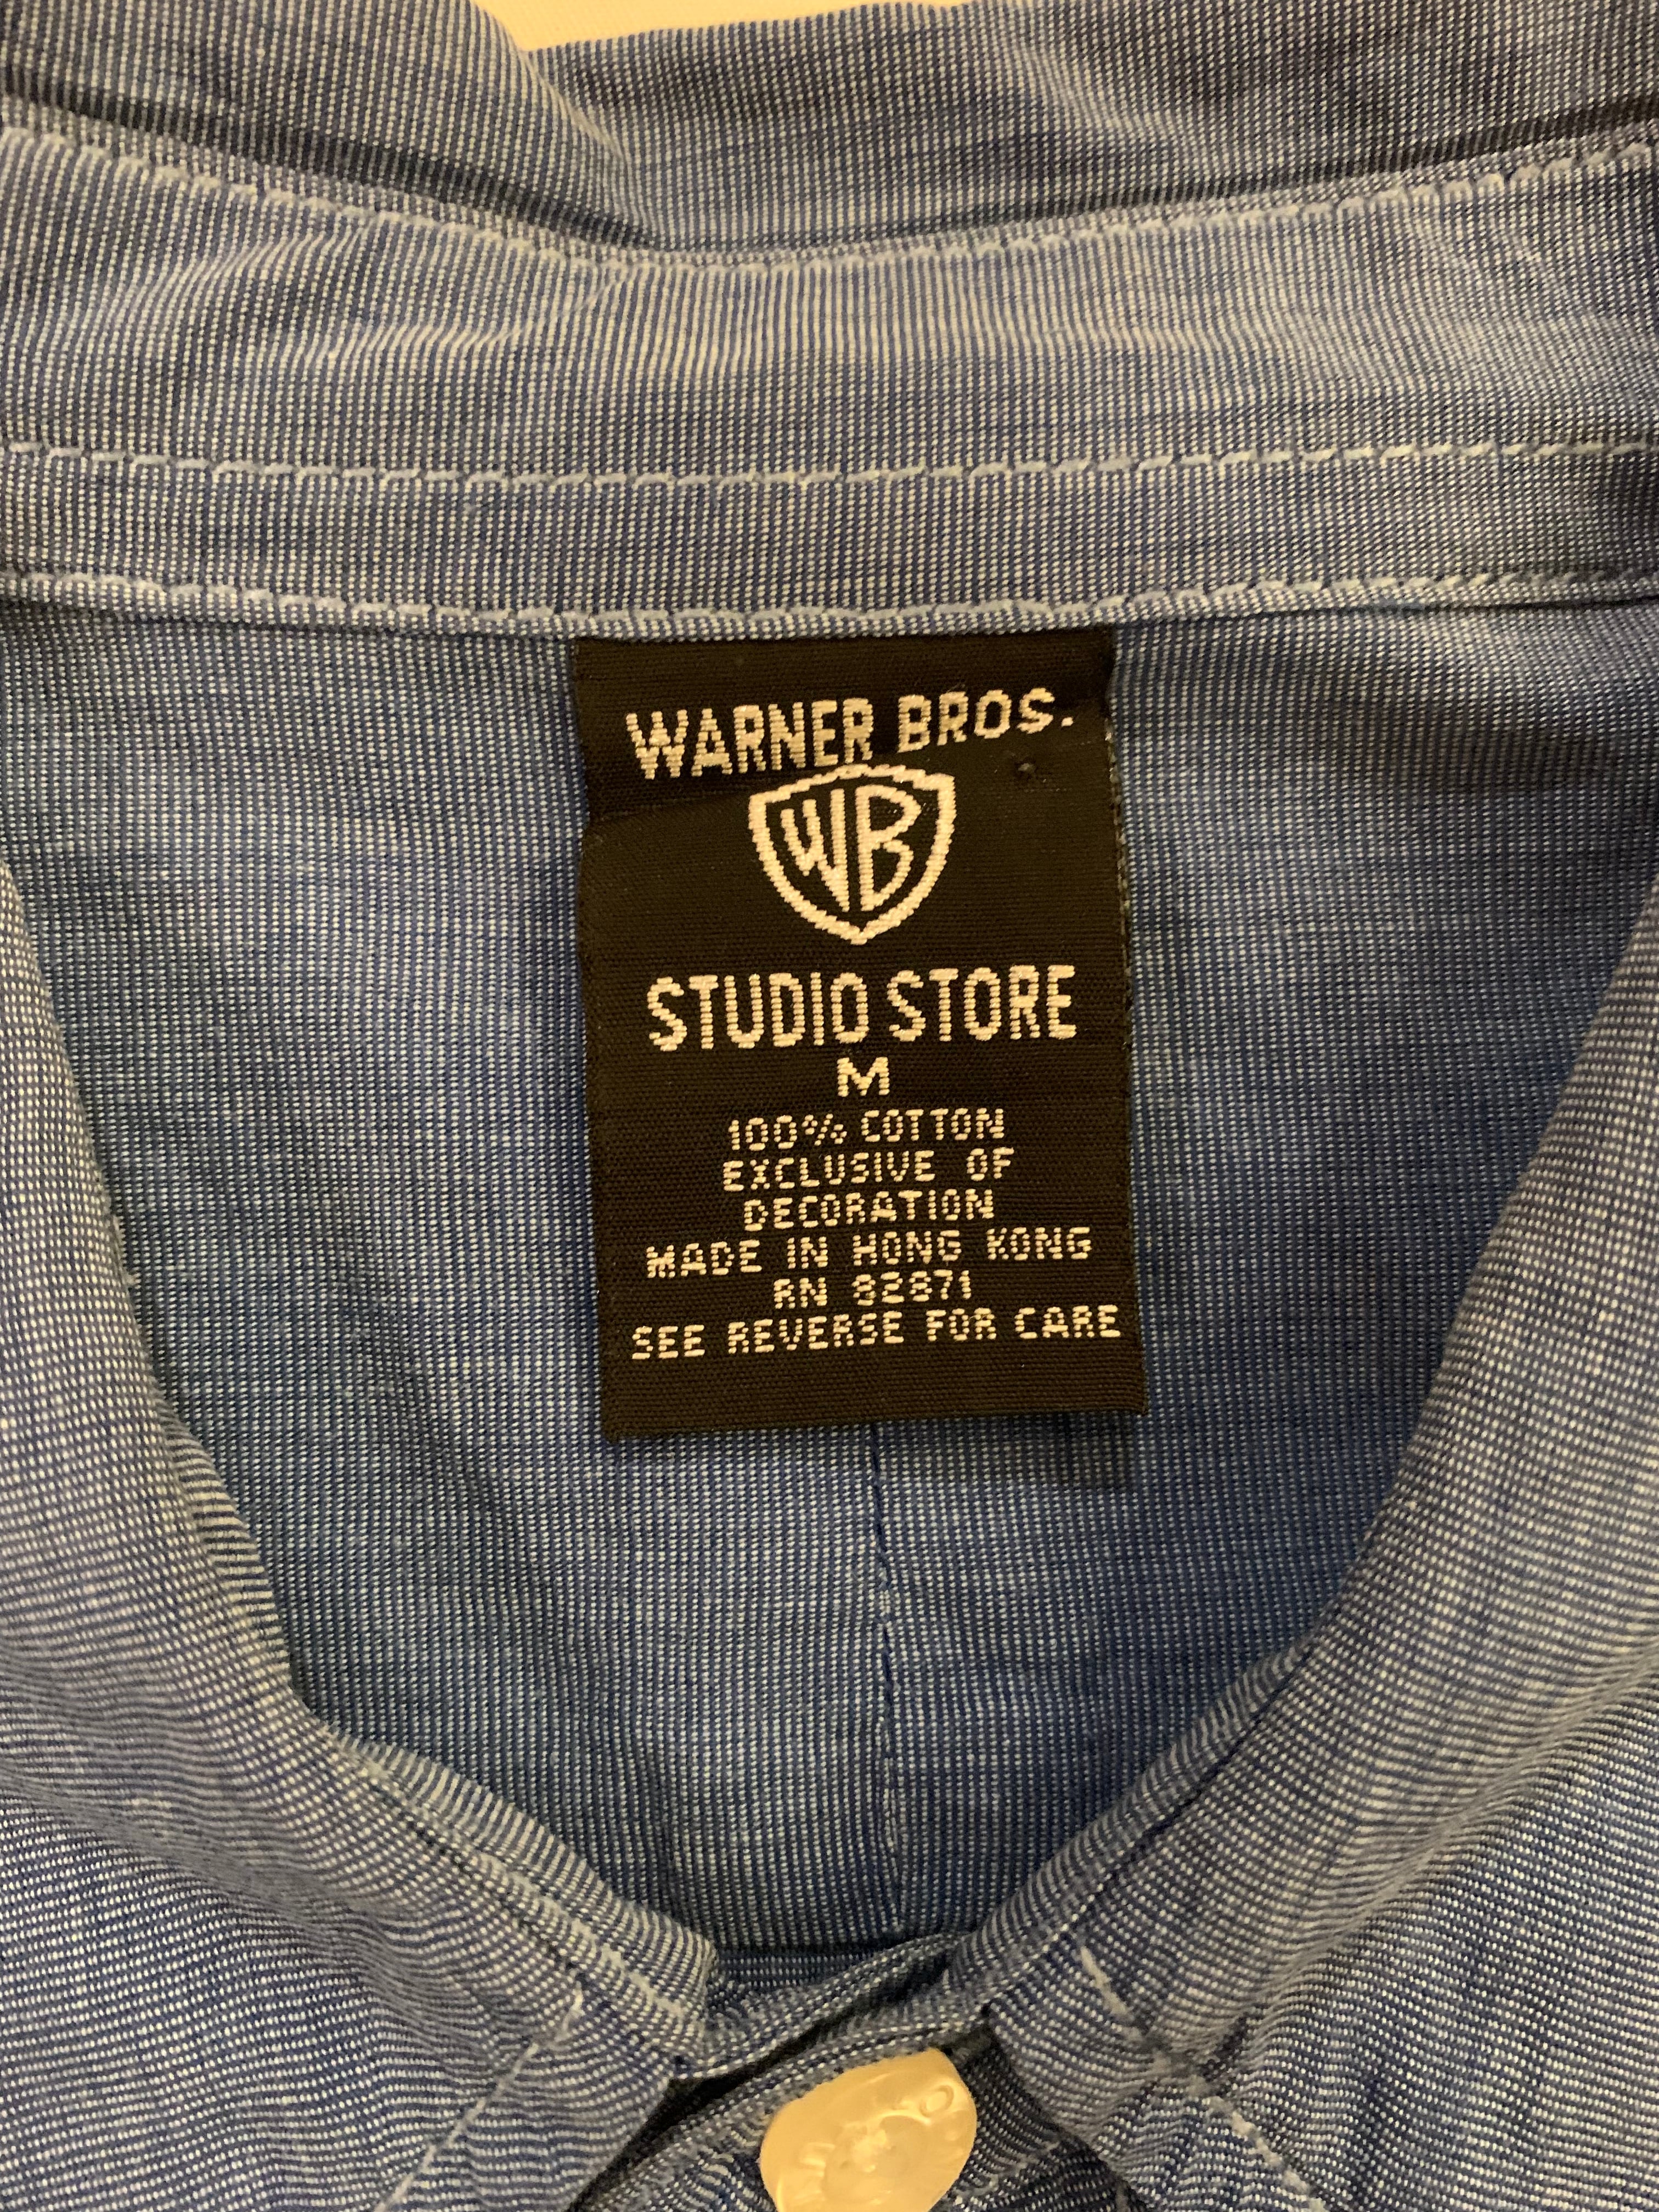 WARNER BROS.
WB
STUDIO STORE
M
100% COTTON
EXCLUSIVE OF
DECORATION
MADE IN HONG KONG
RN 82871
SEE REVERSE FOR CARE